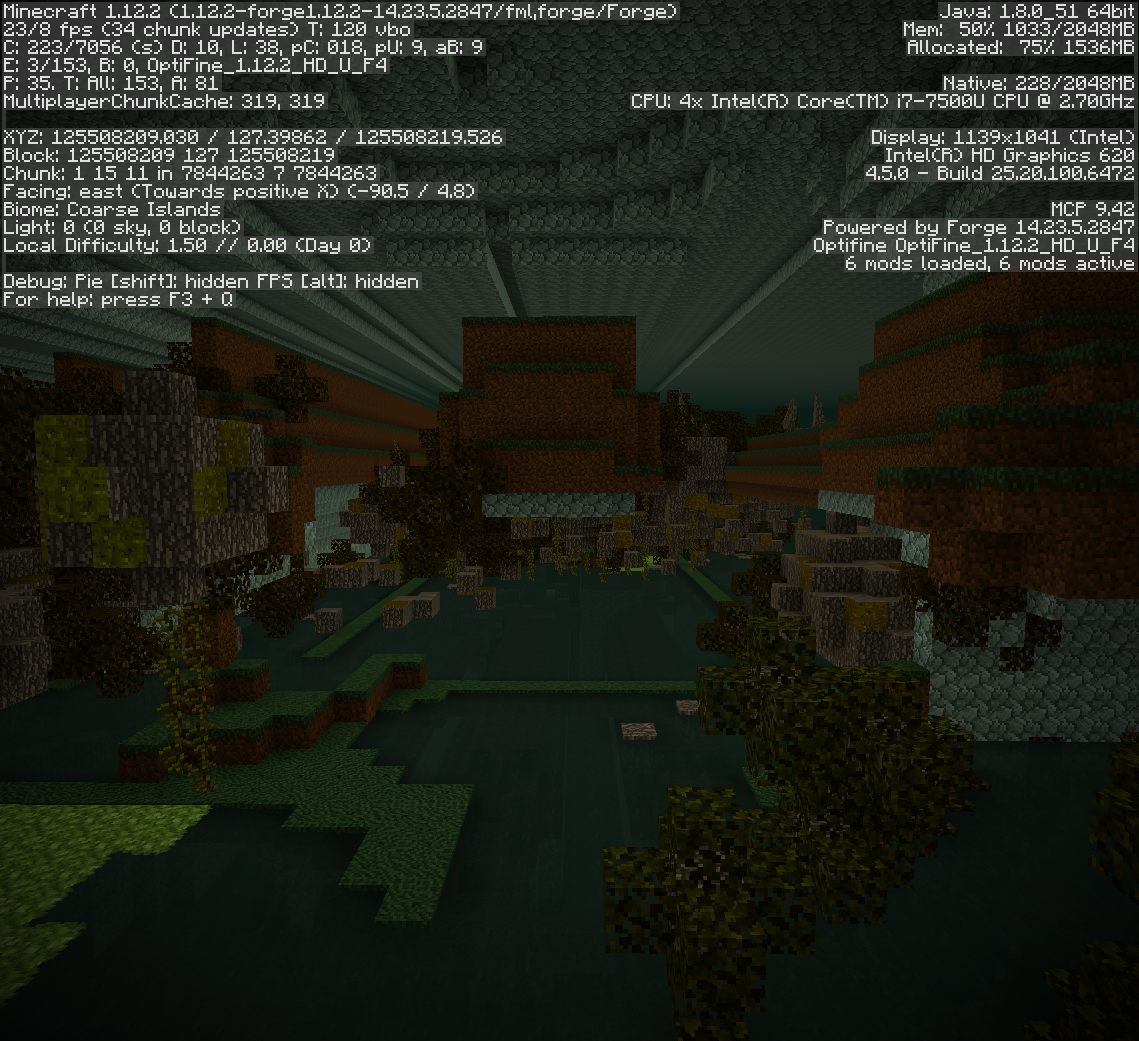 Minecraft 1.12.2 (1.12.2-forge1.12.2-14.23.5.2847/fml,forge/Forge)
23/8 fps (34 chunk updates) T: 120 vbo
C: 223/7056 (s) D: 10, L: 38, pC: 018, pU: 9, aB: 9
E: 3/153, B: 0, OptiFine_1.12.2_HD_U_F4
P: 35. T: All: 153, A: 81
MultiplayerChunkCache: 319, 319
XYZ: 125508209.030 / 127.39862 / 125508219.526
Block: 125508209 127 125508219
Chunk: 1 15 11 in 7844263 7 7844263
Facing: east (Towards positive X) (-90.5 / 4.8)
Biome: Coarse Islands
Light: 0 (0 sky, 0 block)
Local Difficulty: 1.50 // 0.00 (Day 0)
Debug: Pie [shift]: hidden FPS [alt]: hidden
For help: press F3 + Q
Java: 1.8.0_51 64bit
Mem: 50% 1033/2048MB
Allocated: 75% 1536MB
Native: 228/2048MB
CPU: 4x Intel(R) Core(TM) i7-7500U CPU @ 2.70GHz
Display: 1139x1041 (Intel)
Intel(R) HD Graphics 620
4.5.0 - Build 25.20.100.6472
MCP 9.42
Powered by Forge 14.23.5.2847
Optifine OptiFine_1.12.2_HD_U_F4
6 mods loaded, 6 mods active